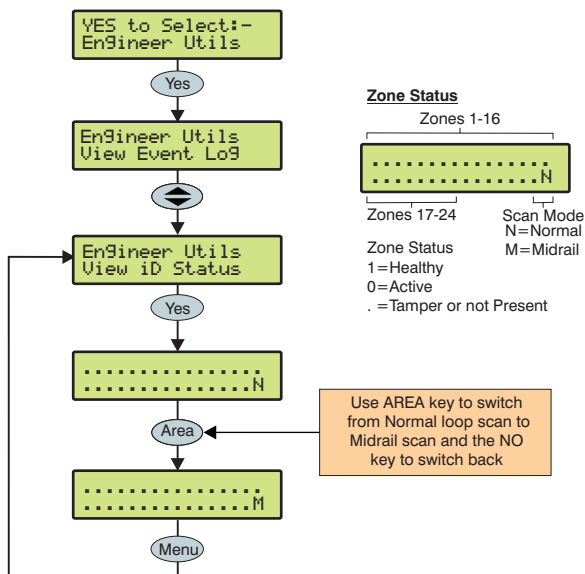 YES to Select:-
Engineer Utils
Yes
Engineer Utils
View Event Log
Engineer Utils
View iD Status
Yes
................
...............N
Area
Use AREA key to switch
from Normal loop scan to
Midrail scan and the NO
key to switch back
................
...............M
Menu
Zone Status
Zones 1-16
................
...............N
Zones 17-24
Scan Mode
N=Normal
M=Midrail
Zone Status
1=Healthy
0=Active
. =Tamper or not Present